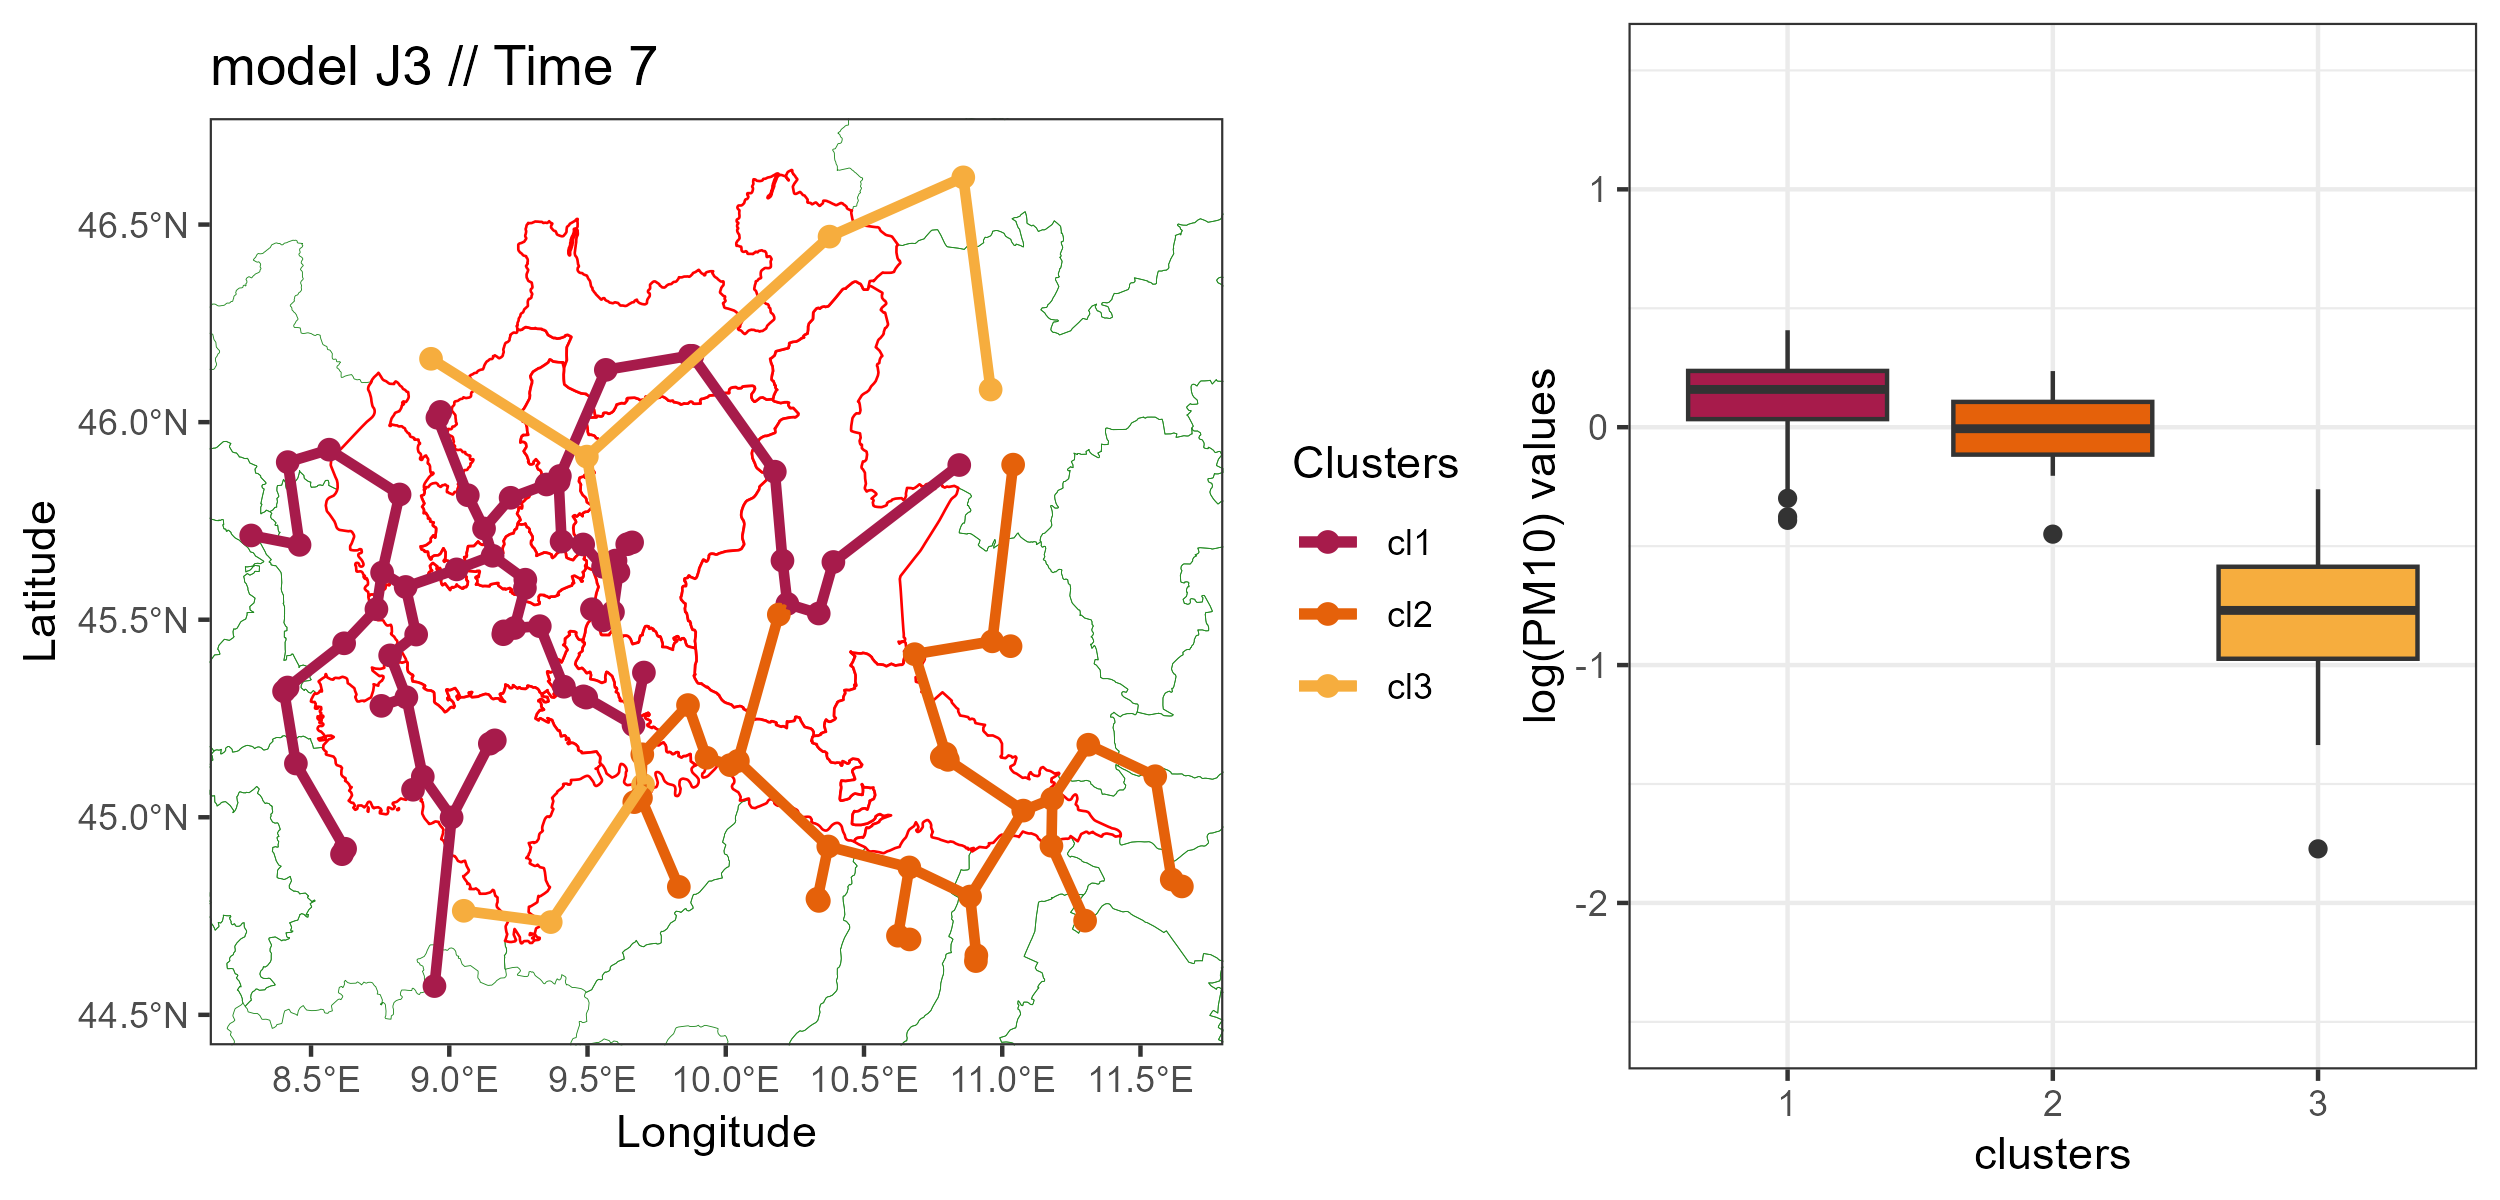 model J3 // Time 7
46.5°N
46.0°N
45.5°N
45.0°N
44.5°N
Latitude
8.5°E 9.0°E 9.5°E 10.0°E 10.5°E 11.0°E 11.5°E
Longitude
Clusters
cl1
cl2
cl3
log(PM10) values
1
0
-1
-2
1 2 3
clusters